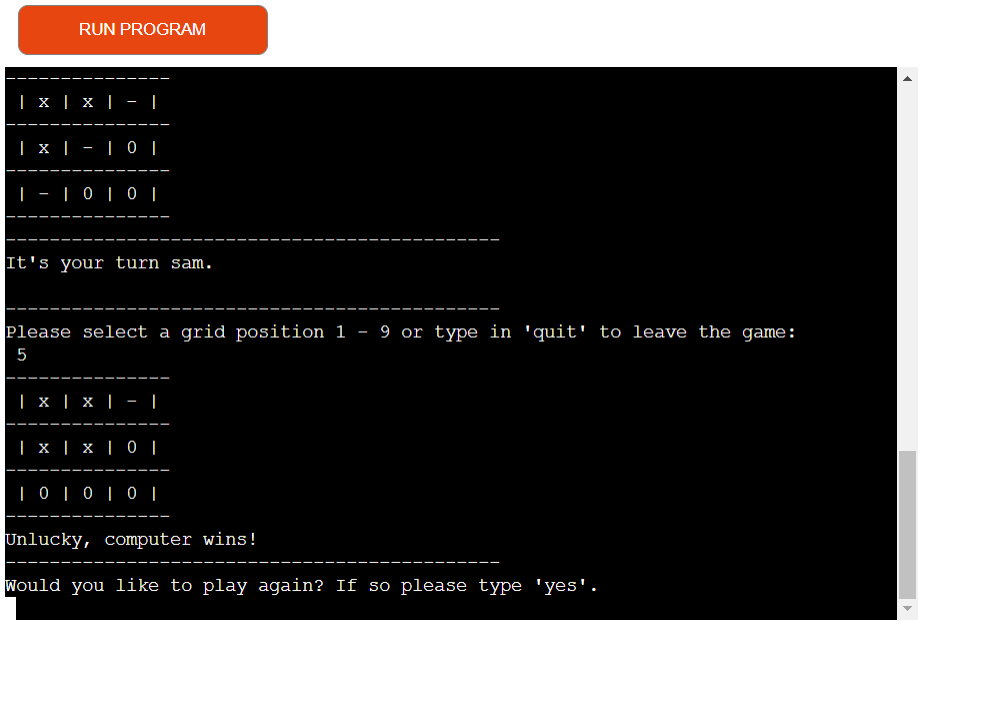 RUN PROGRAM
---------------
| x | x | - |
---------------
| x | - | 0 |
---------------
| - | 0 | 0 |
---------------
---------------------------------------------
It's your turn sam.
---------------------------------------------
Please select a grid position 1 - 9 or type in 'quit' to leave the game:
5
---------------
| x | x | - |
---------------
| x | x | 0 |
---------------
| 0 | 0 | 0 |
---------------
Unlucky, computer wins!
---------------------------------------------
Would you like to play again? If so please type 'yes'.